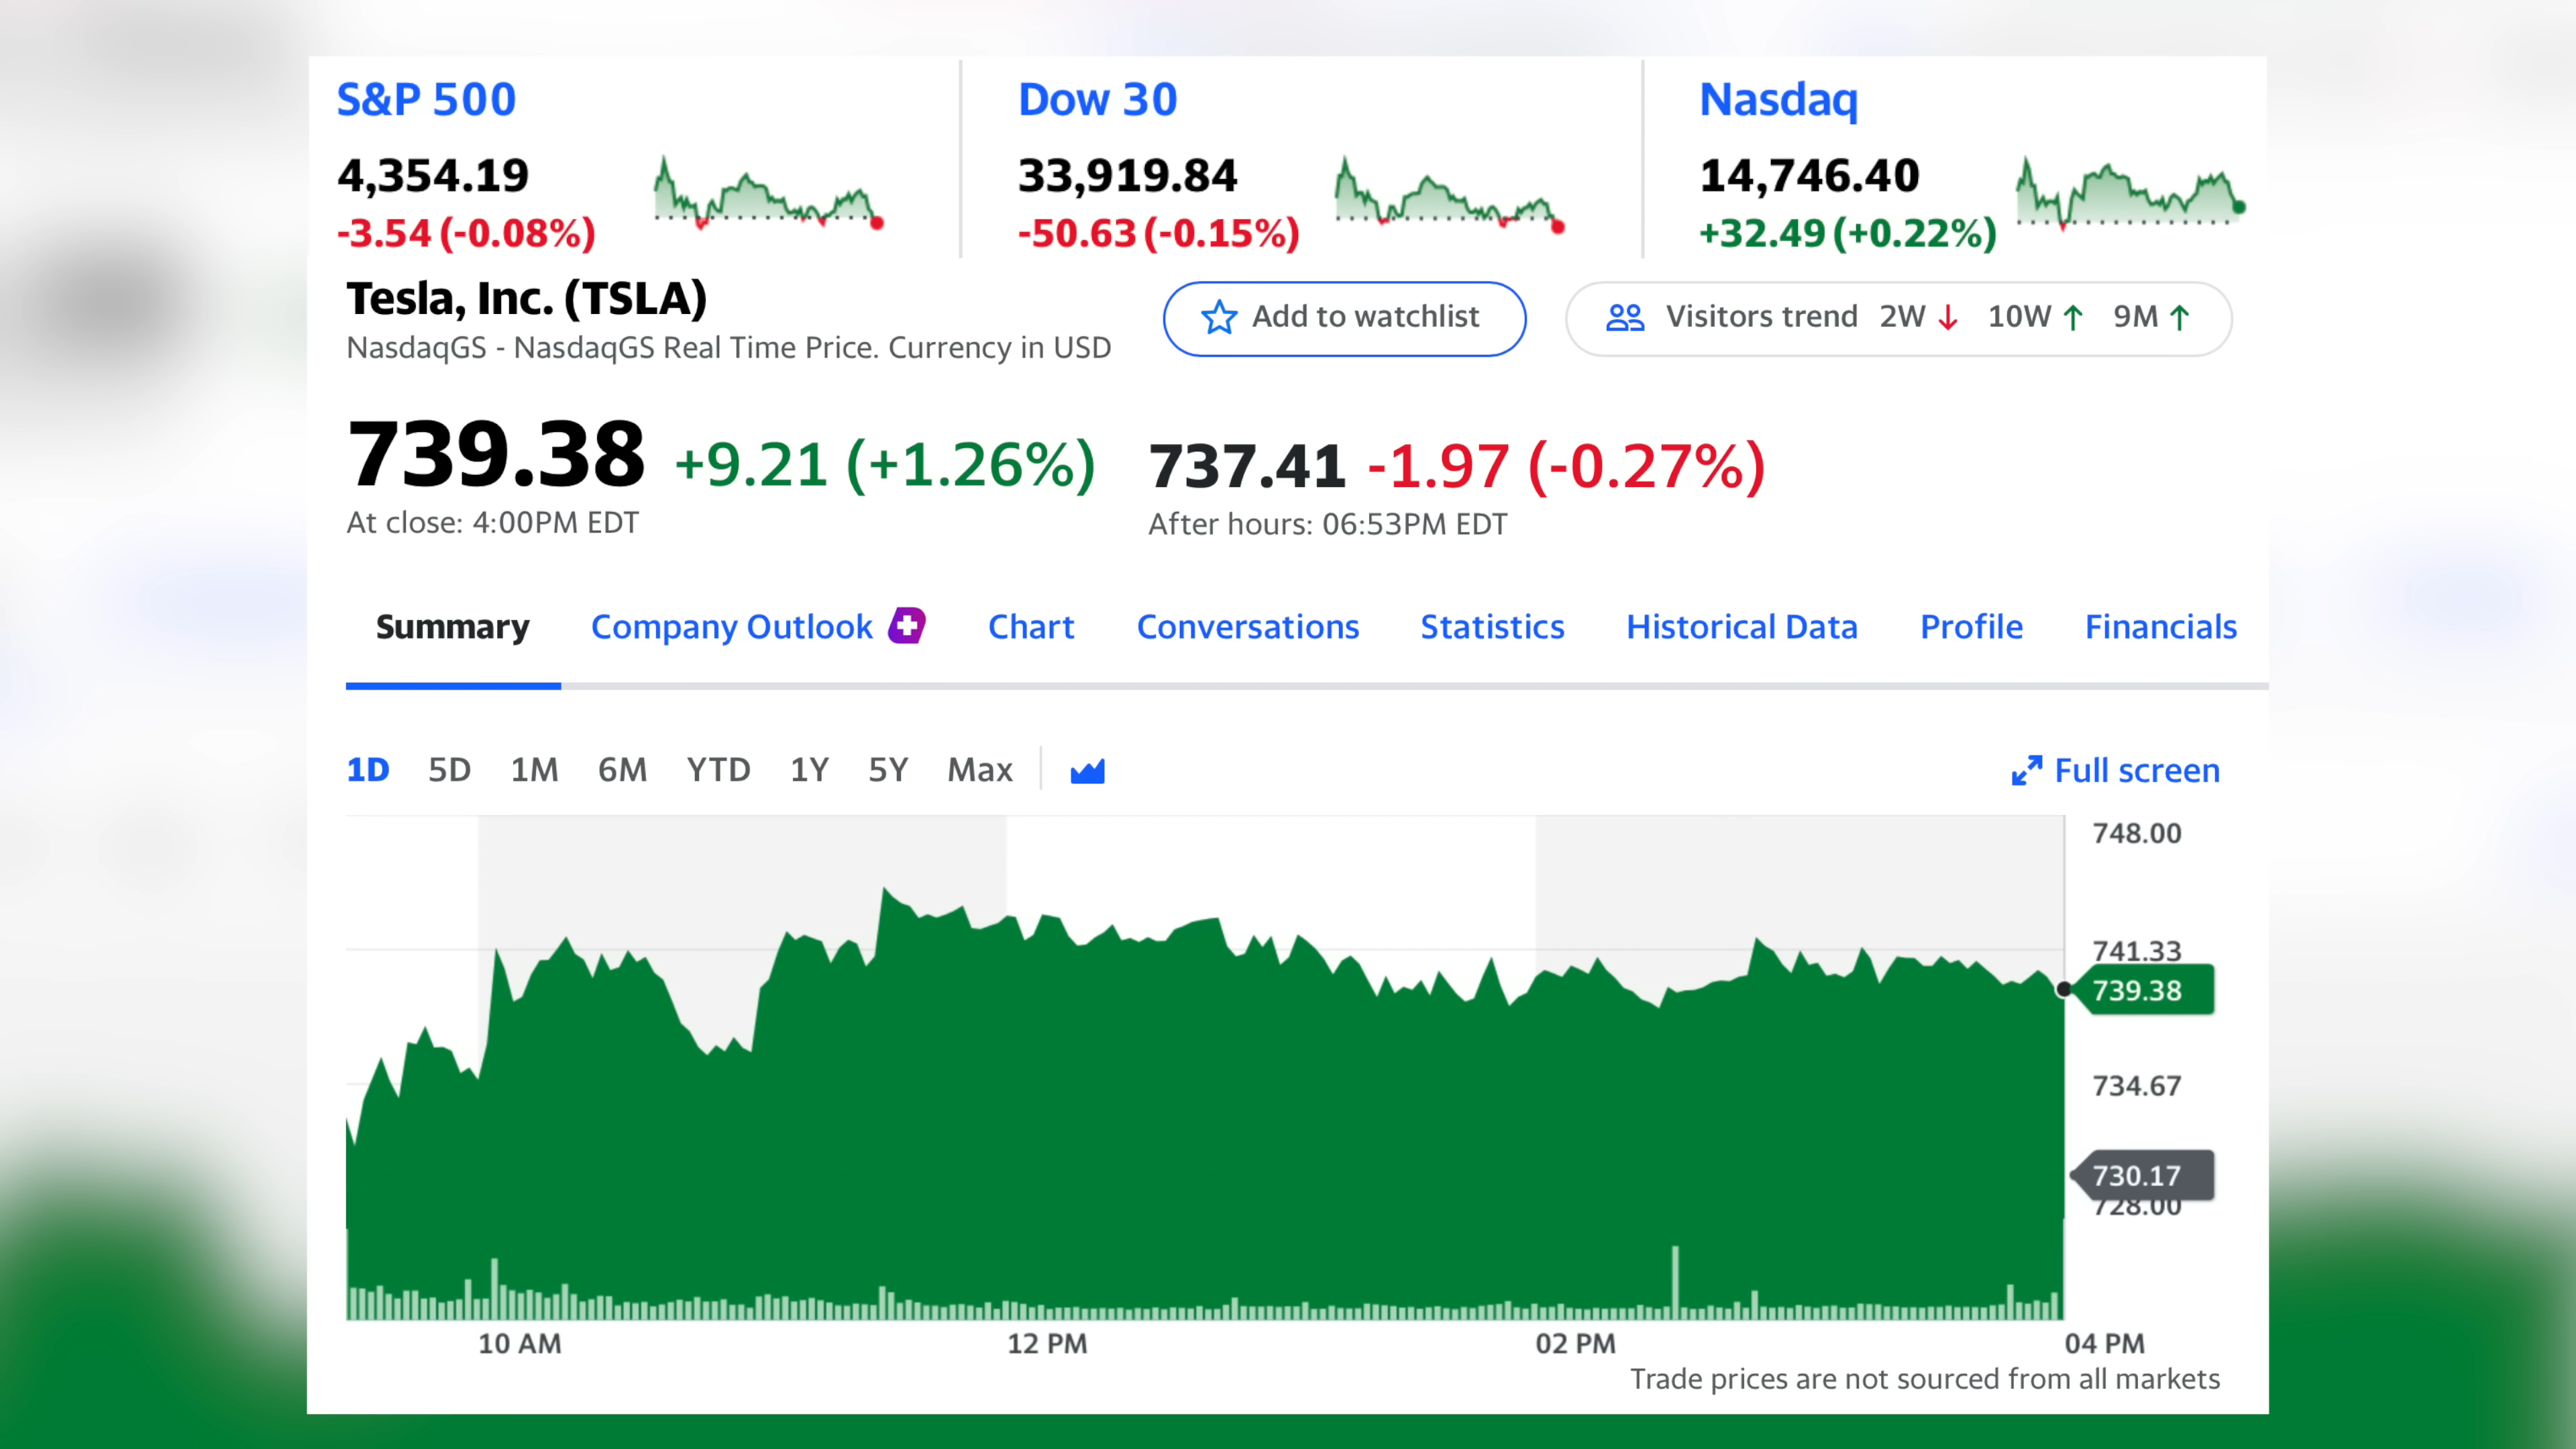 S&P 500
4,354.19
-3.54 (-0.08%)
Dow 30
33,919.84
-50.63 (-0.15%)
Nasdaq
14,746.40
+32.49 (+0.22%)
Tesla, Inc. (TSLA)
NasdaqGS - NasdaqGS Real Time Price. Currency in USD
Add to watchlist
Visitors trend 2W ↓ 10W ↑ 9M ↑
739.38 +9.21 (+1.26%)
At close: 4:00PM EDT
737.41 -1.97 (-0.27%)
After hours: 06:53PM EDT
Summary Company Outlook Chart Conversations Statistics Historical Data Profile Financials
1D 5D 1M 6M YTD 1Y 5Y Max
Full screen
748.00
741.33
739.38
734.67
730.17
728.00
10 AM 12 PM 02 PM 04 PM
Trade prices are not sourced from all markets